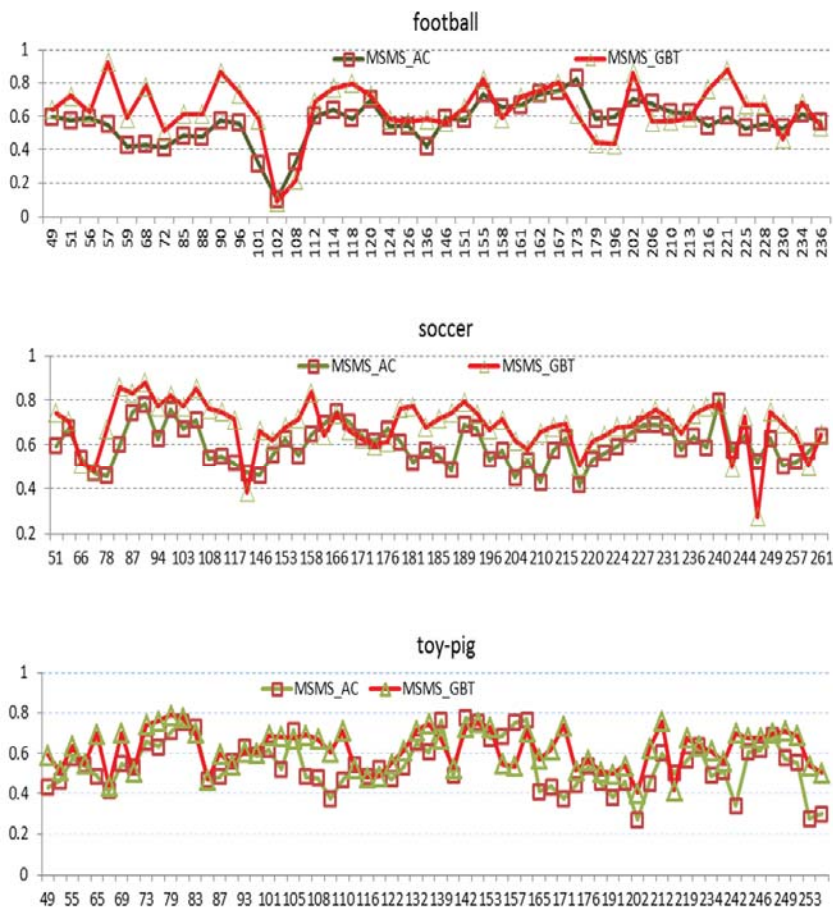 football
MSMS_AC MSMS_GBT
1
0.8
0.6
0.4
0.2
0
49 51 56 57 59 68 72 85 88 90 96 101 102 108 112 114 118 120 124 126 136 146 151 155 158 161 162 167 173 179 198 202 206 210 213 216 221 225 228 230 234 236
soccer
MSMS_AC MSMS_GBT
1
0.8
0.6
0.4
0.2
51 66 78 87 94 103 108 117 146 153 158 166 171 176 181 185 189 196 204 210 215 220 224 227 231 236 240 244 249 257 261
toy-pig
MSMS_AC MSMS_GBT
1
0.8
0.6
0.4
0.2
0
49 55 65 69 73 79 83 87 93 101 105 108 110 116 122 132 139 142 153 157 165 171 176 191 202 212 219 234 242 246 249 253